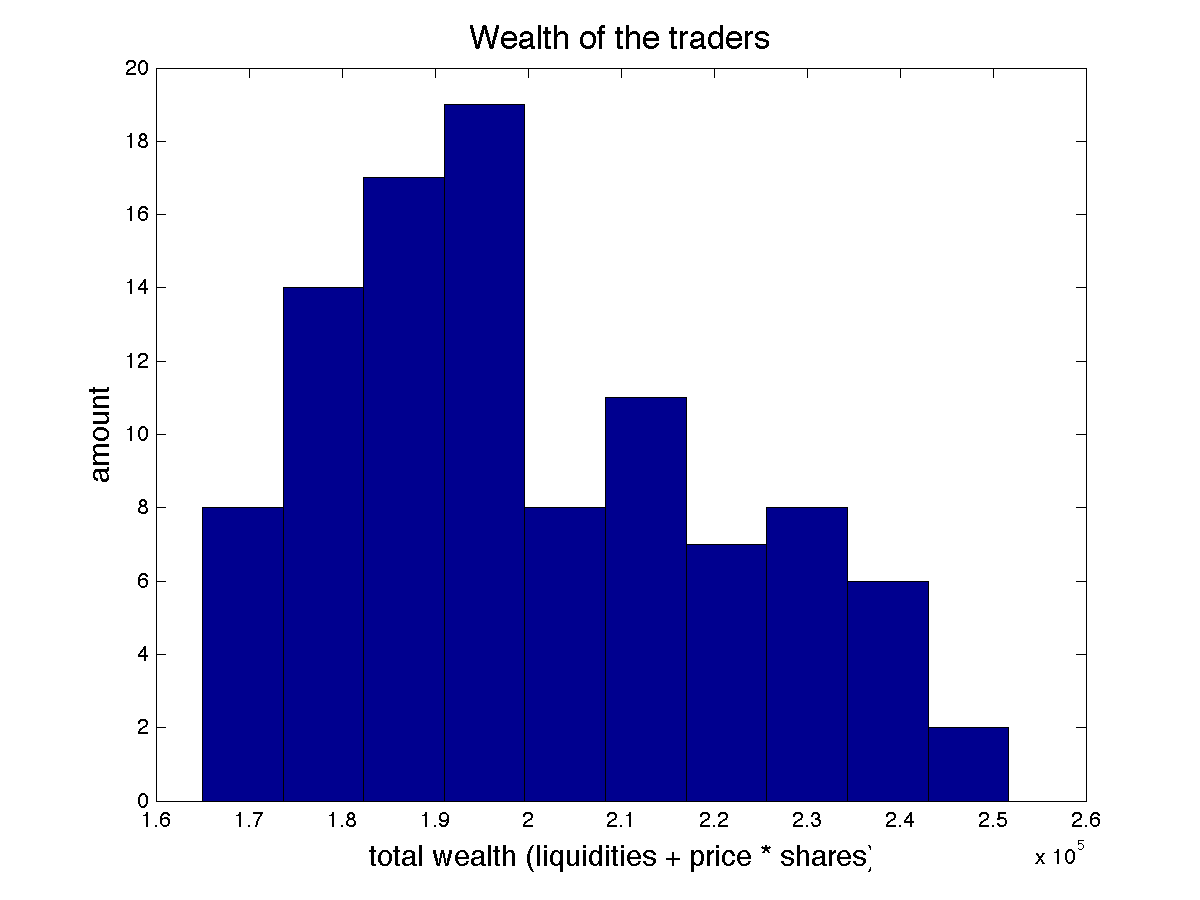 Wealth of the traders
20
18
16
14
12
10
8
6
4
2
0
amount
1.6 1.7 1.8 1.9 2 2.1 2.2 2.3 2.4 2.5 2.6
total wealth (liquidities + price * shares)
x 10⁵